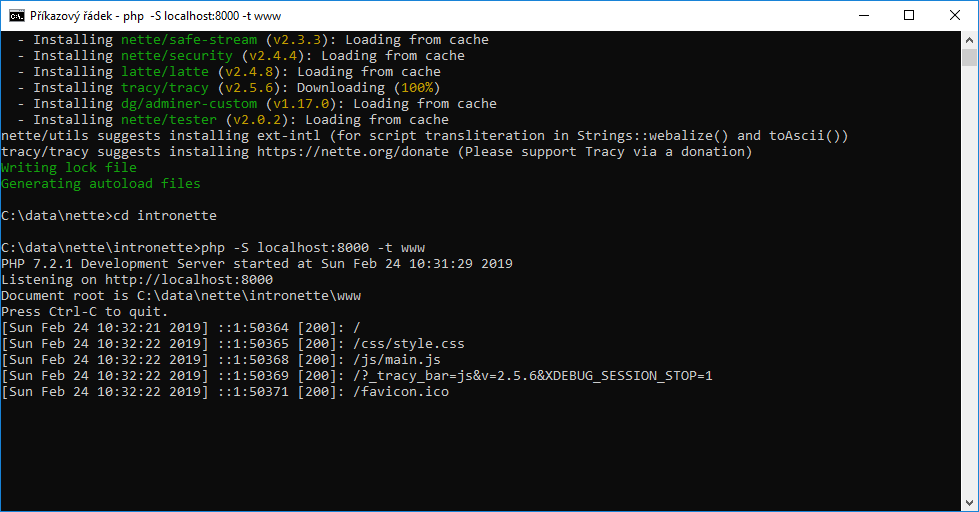 Příkazový řádek - php  -S localhost:8000 -t www
  - Installing nette/safe-stream (v2.3.3): Loading from cache
  - Installing nette/security (v2.4.4): Loading from cache
  - Installing latte/latte (v2.4.8): Loading from cache
  - Installing tracy/tracy (v2.5.6): Downloading (100%)
  - Installing dg/adminer-custom (v1.17.0): Loading from cache
  - Installing nette/tester (v2.0.2): Loading from cache
nette/utils suggests installing ext-intl (for script transliteration in Strings::webalize() and toAscii())
tracy/tracy suggests installing https://nette.org/donate (Please support Tracy via a donation)
Writing lock file
Generating autoload files
C:\data\nette>cd intronette
C:\data\nette\intronette>php -S localhost:8000 -t www
PHP 7.2.1 Development Server started at Sun Feb 24 10:31:29 2019
Listening on http://localhost:8000
Document root is C:\data\nette\intronette\www
Press Ctrl-C to quit.
[Sun Feb 24 10:32:21 2019] ::1:50364 [200]: /
[Sun Feb 24 10:32:22 2019] ::1:50365 [200]: /css/style.css
[Sun Feb 24 10:32:22 2019] ::1:50368 [200]: /js/main.js
[Sun Feb 24 10:32:22 2019] ::1:50369 [200]: /?_tracy_bar=js&v=2.5.6&XDEBUG_SESSION_STOP=1
[Sun Feb 24 10:32:22 2019] ::1:50371 [200]: /favicon.ico